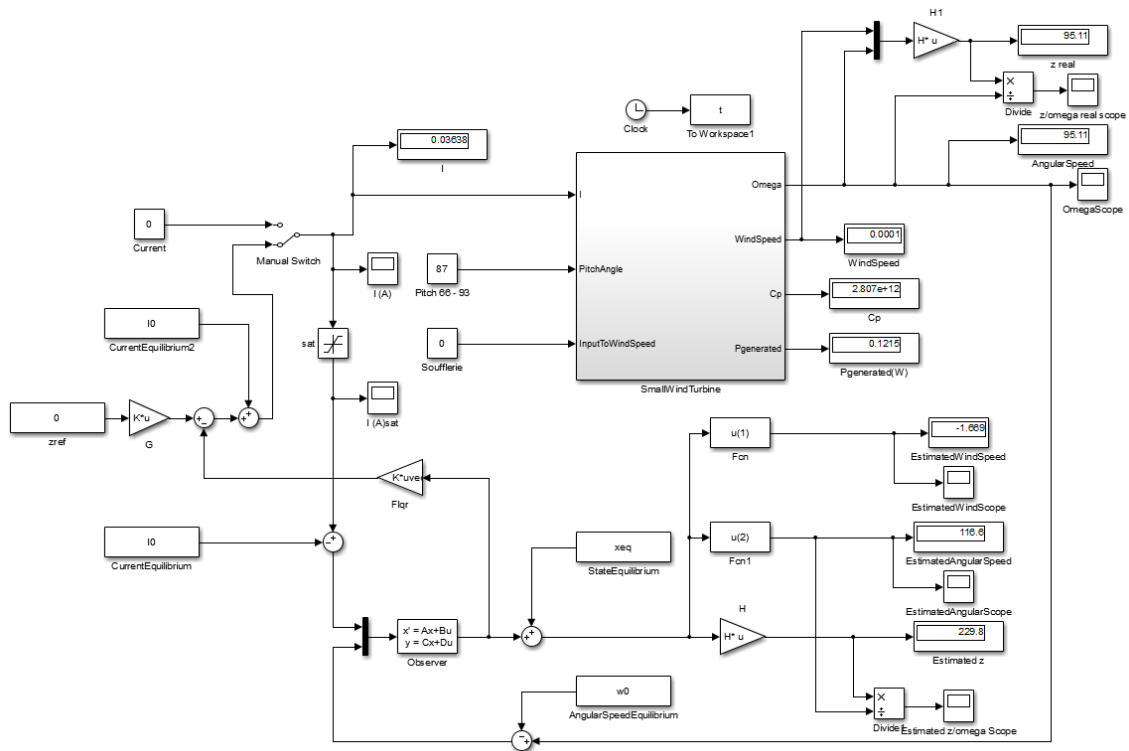 H1
H* u
95.11
z real
Divide
z/omega real scope
Clock
t
To Workspace1
0.03638
I
95.11
AngularSpeed
OmegaScope
I
PitchAngle
InputToWindSpeed
Omega
WindSpeed
Cp
Pgenerated
SmallWindTurbine
0
Current
Manual Switch
I (A)
87
Pitch 66 - 93
0.0001
WindSpeed
2.807e+12
Cp
0.1215
Pgenerated(W)
I0
CurrentEquilibrium2
sat
0
Soufflerie
I (A)sat
0
zref
K*u
G
K*uvec
Flqr
u(1)
Fcn
-1.669
EstimatedWindSpeed
EstimatedWindScope
I0
CurrentEquilibrium
xeq
StateEquilibrium
u(2)
Fcn1
116.6
EstimatedAngularSpeed
EstimatedAngularScope
x' = Ax+Bu
y = Cx+Du
Observer
H
H* u
229.8
Estimated z
w0
AngularSpeedEquilibrium
Divide1
Estimated z/omega Scope